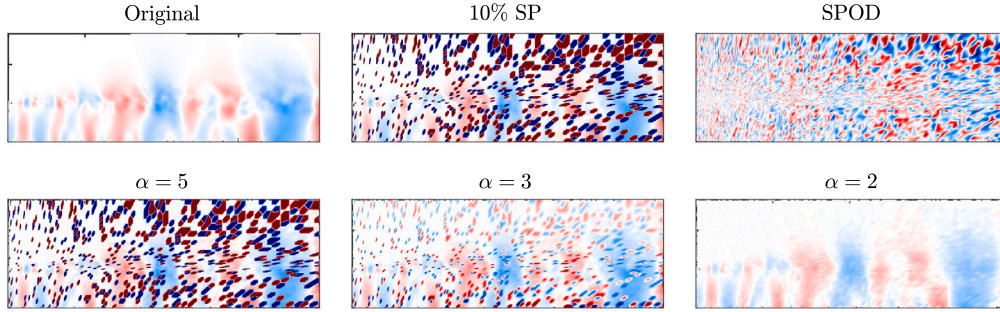 Original
10% SP
SPOD
α = 5
α = 3
α = 2